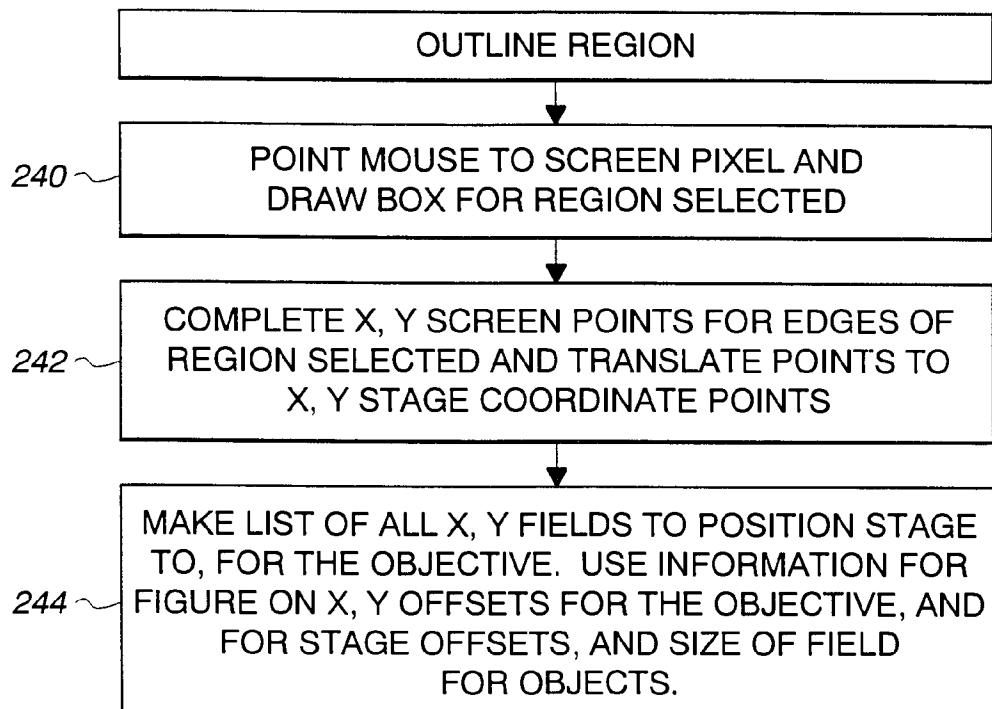 OUTLINE REGION
240
POINT MOUSE TO SCREEN PIXEL AND
DRAW BOX FOR REGION SELECTED
242
COMPLETE X, Y SCREEN POINTS FOR EDGES OF
REGION SELECTED AND TRANSLATE POINTS TO
X, Y STAGE COORDINATE POINTS
244
MAKE LIST OF ALL X, Y FIELDS TO POSITION STAGE
TO, FOR THE OBJECTIVE. USE INFORMATION FOR
FIGURE ON X, Y OFFSETS FOR THE OBJECTIVE, AND
FOR STAGE OFFSETS, AND SIZE OF FIELD
FOR OBJECTS.